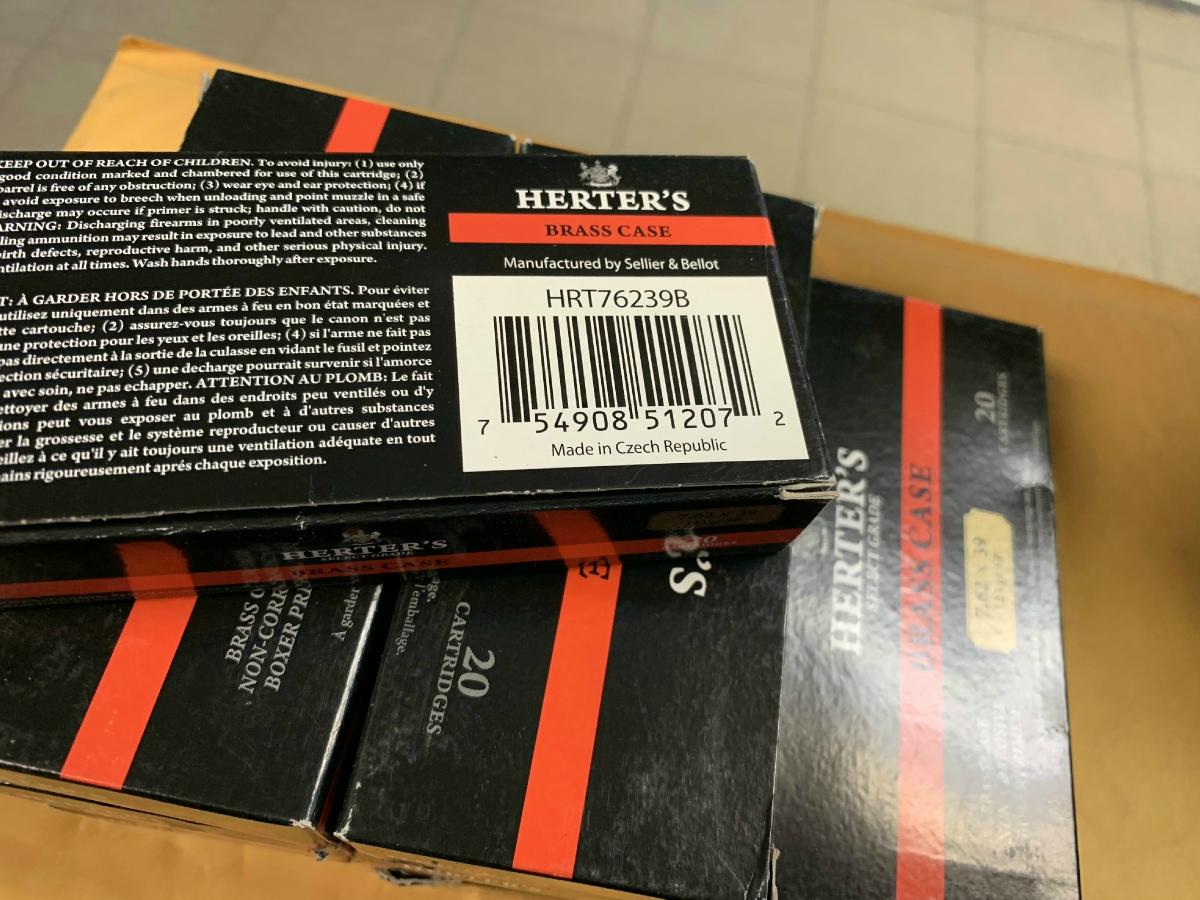 KEEP OUT OF REACH OF CHILDREN. To avoid injury: (1) use only
good condition marked and chambered for use of this cartridge; (2)
barrel is free of any obstruction; (3) wear eye and ear protection; (4) if
avoid exposure to breech when unloading and point muzzle in a safe
discharge may occure if primer is struck; handle with caution, do not
WARNING: Discharging firearms in poorly ventilated areas, cleaning
ling ammunition may result in exposure to lead and other substances
birth defects, reproductive harm, and other serious physical injury.
ntilation at all times. Wash hands thoroughly after exposure.
T: À GARDER HORS DE PORTÉE DES ENFANTS. Pour éviter
utilisez uniquement dans des armes à feu en bon état marquées et
tte cartouche; (2) assurez-vous toujours que le canon n'est pas
une protection pour les yeux et les oreilles; (4) si l'arme ne fait pas
pas directement à la sortie de la culasse en vidant le fusil et pointez
ection sécuritaire; (5) une decharge pourrait survenir si l'amorce
avec soin, ne pas echapper. ATTENTION AU PLOMB: Le fait
ettoyer des armes à feu dans des endroits peu ventilés ou d'y
ions peut vous exposer au plomb et à d'autres substances
er la grossesse et le système reproducteur ou causer d'autres
eillez à ce qu'il y ait toujours une ventilation adéquate en tout
ains rigoureusement aprés chaque exposition.
HERTER'S
BRASS CASE
Manufactured by Sellier & Bellot
HRT76239B
7 54908 51207 2
Made in Czech Republic
HERTER'S
SELECT GRADE
BRASS CASE
7.62 x 39
20
BRASS C
NON-CORR
BOXER PRI
À garder
age.
emballage.
20
CARTRIDGES
[1]
'S
HERTER'S
SELECT GRADE
BRASS CASE
20
CARTRIDGES
7.62 x 39